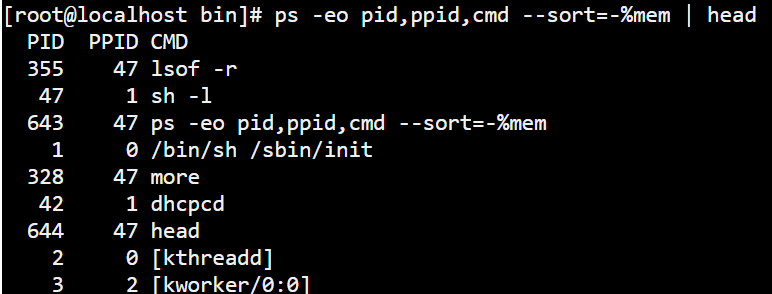 [root@localhost bin]# ps -eo pid,ppid,cmd --sort=-%mem | head
PID PPID CMD
355 47 lsof -r
47 1 sh -l
643 47 ps -eo pid,ppid,cmd --sort=-%mem
1 0 /bin/sh /sbin/init
328 47 more
42 1 dhcpcd
644 47 head
2 0 [kthreadd]
3 2 [kworker/0:0]